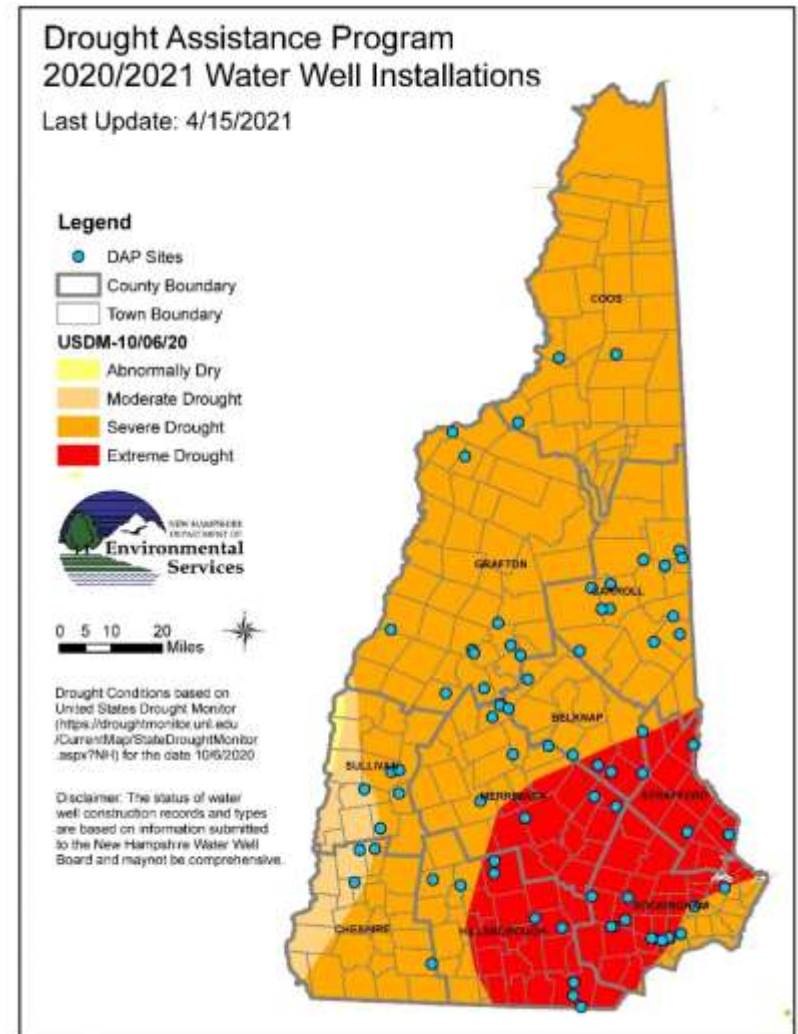 Drought Assistance Program
2020/2021 Water Well Installations
Last Update: 4/15/2021
Legend
DAP Sites
County Boundary
Town Boundary
USDM-10/06/20
Abnormally Dry
Moderate Drought
Severe Drought
Extreme Drought
NEW HAMPSHIRE
DEPARTMENT OF
Environmental
Services
0 5 10 20
Miles
Drought Conditions based on
United States Drought Monitor
(https://droughtmonitor.unl.edu
/CurrentMap/StateDroughtMonitor
.aspx?NH) for the date 10/6/2020
Disclaimer: The status of water
well construction records and types
are based on information submitted
to the New Hampshire Water Well
Board and maynot be comprehensive.
COOS
GRAFTON
CARROLL
BELKNAP
SULLIVAN
MERRIMACK
STRAFFORD
ROCKINGHAM
CHESHIRE
HILLSBOROUGH